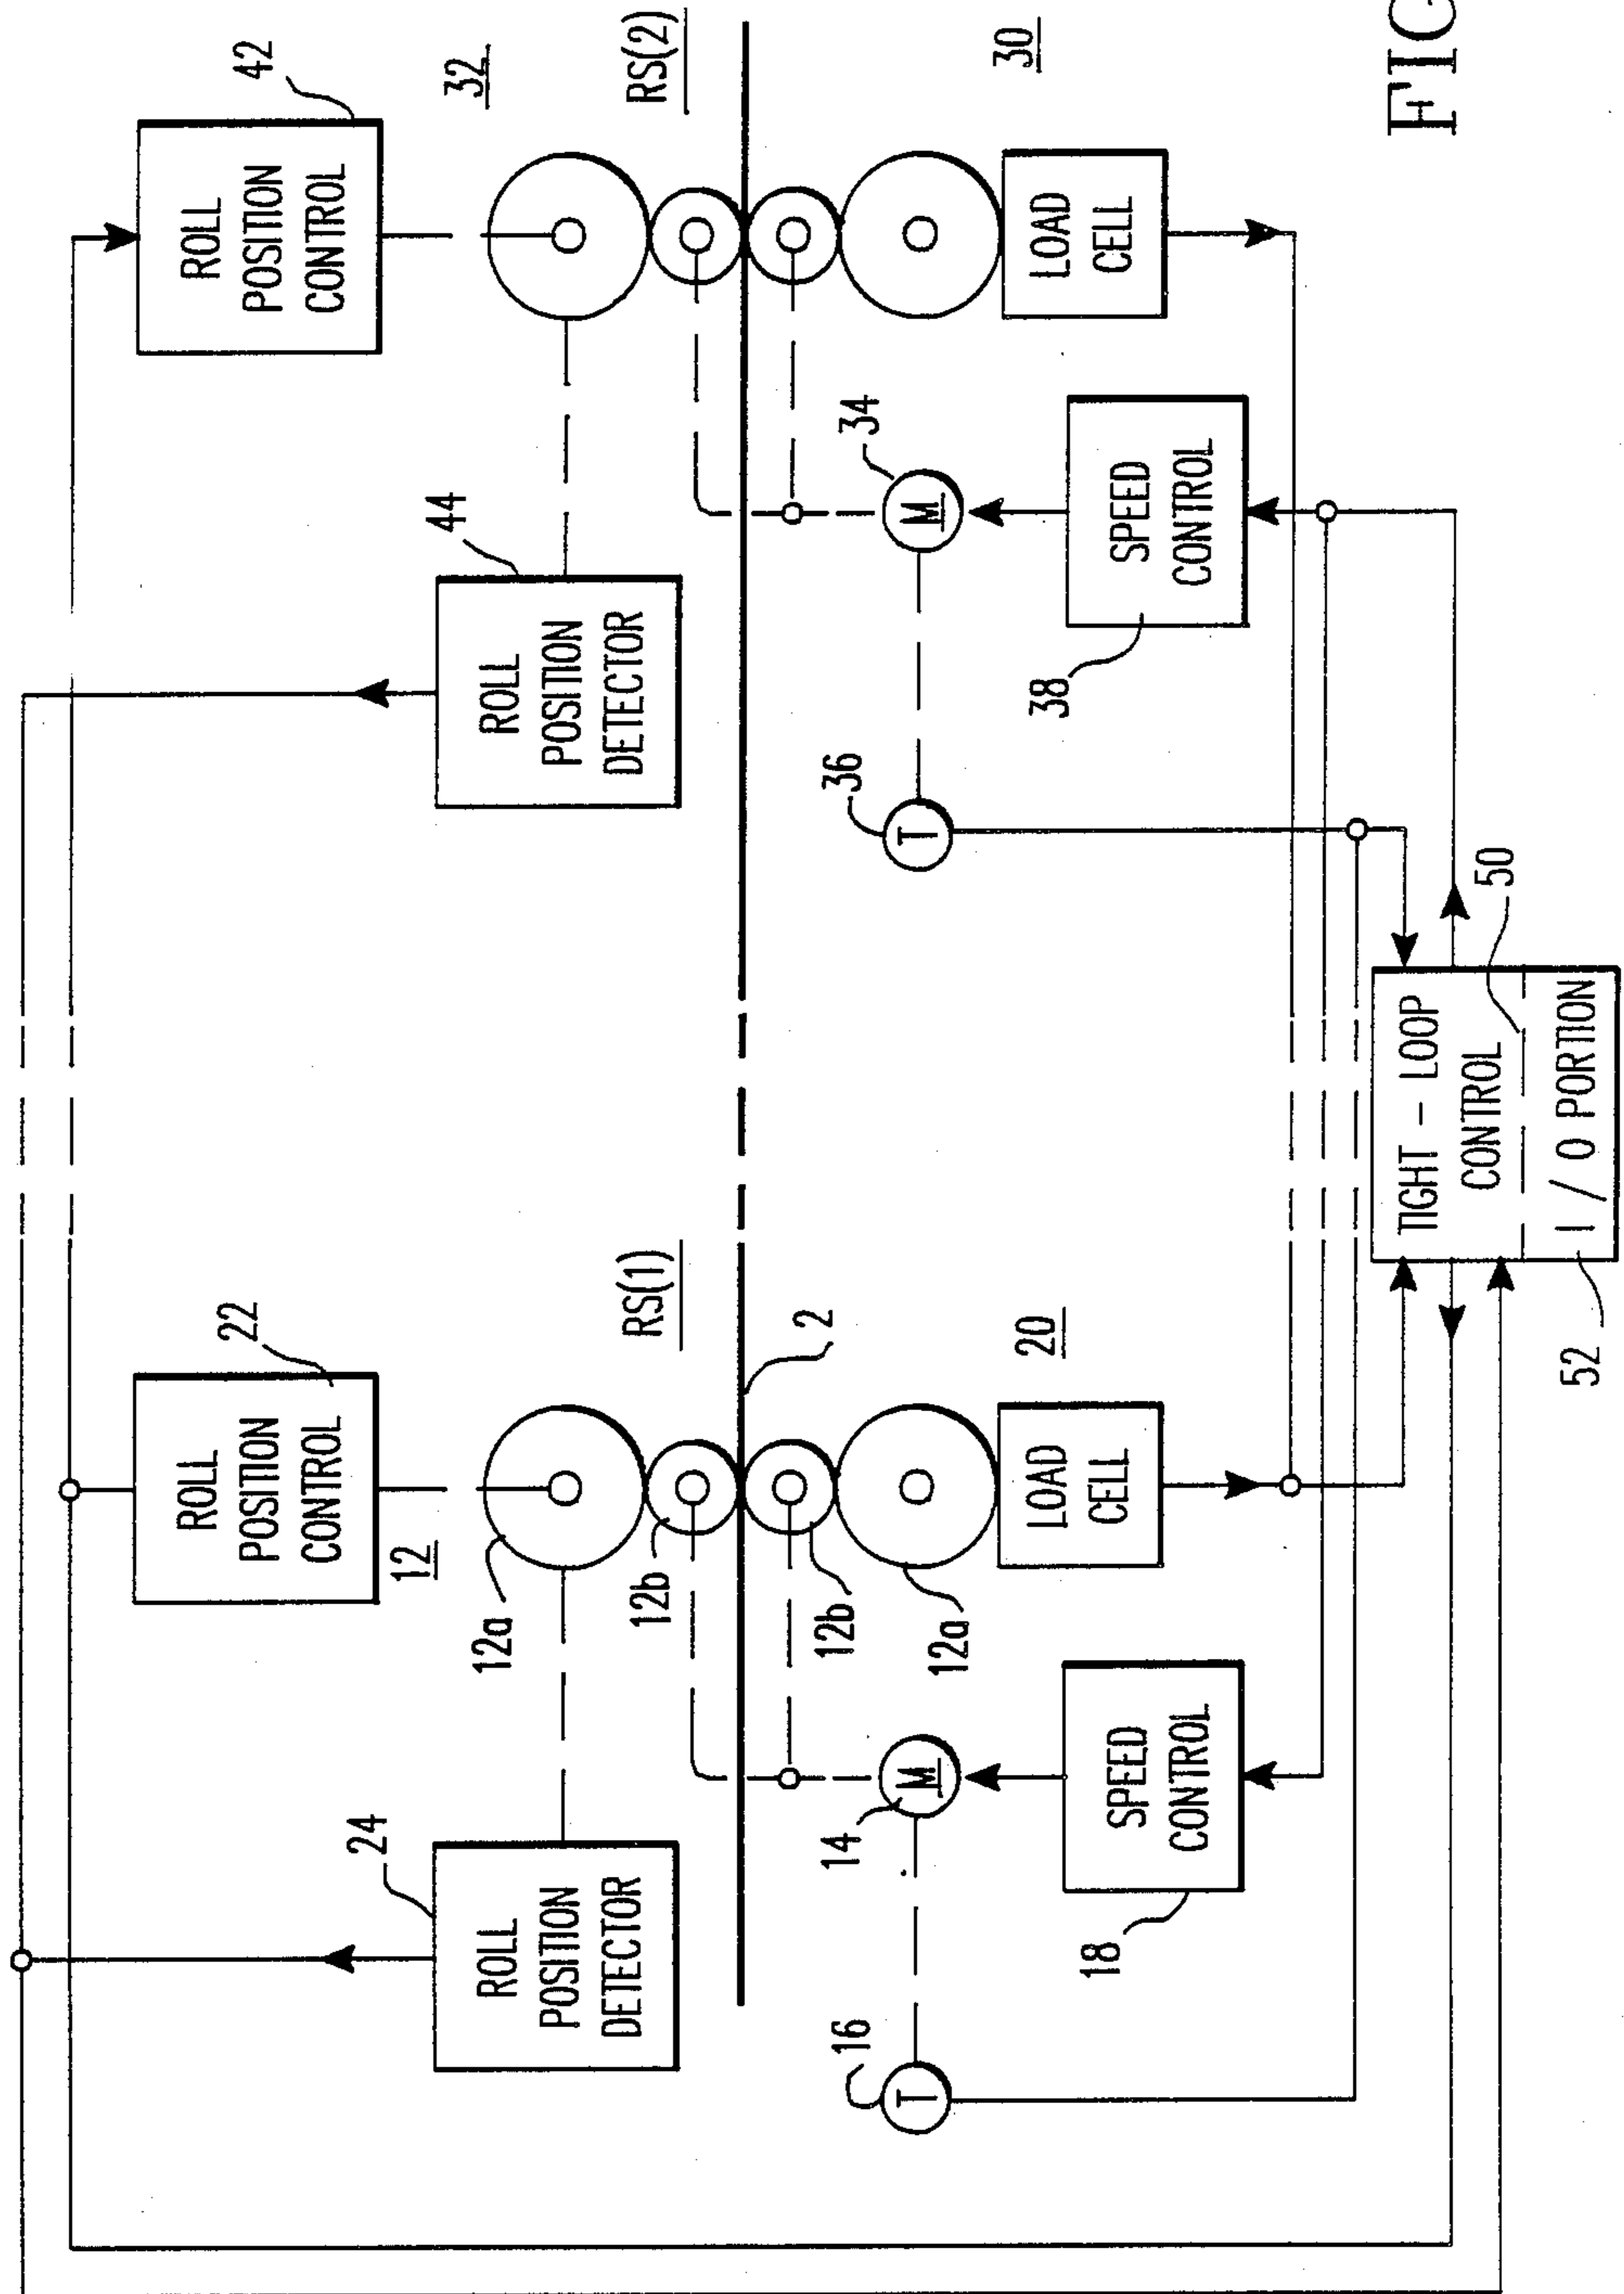 42
ROLL
POSITION
CONTROL
32
RS(2)
30
FIG
LOAD
CELL
44
ROLL
POSITION
DETECTOR
34
M
SPEED
CONTROL
38
36
T
50
TIGHT - LOOP
CONTROL
I / O PORTION
52
22
ROLL
POSITION
CONTROL
12
RS(1)
2
20
12a
12b
12b
12a
LOAD
CELL
24
ROLL
POSITION
DETECTOR
14
M
SPEED
CONTROL
18
16
T